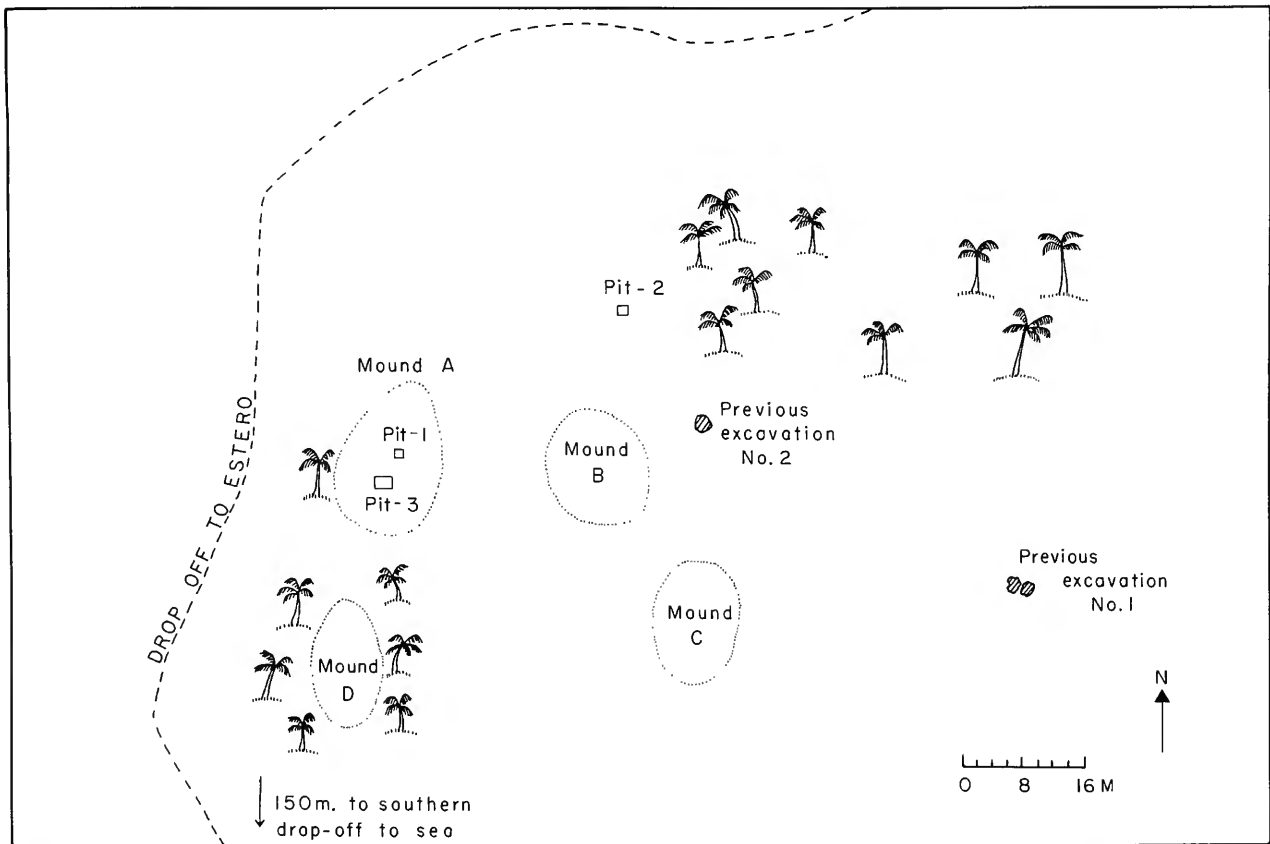 Pit-2
Mound A
Pit-1
Pit-3
Previous
excavation
No. 2
Mound
B
DROP OFF TO ESTERO
Previous
excavation
No. 1
Mound
C
Mound
D
N
0 8 16 M
150m. to southern
drop-off to sea